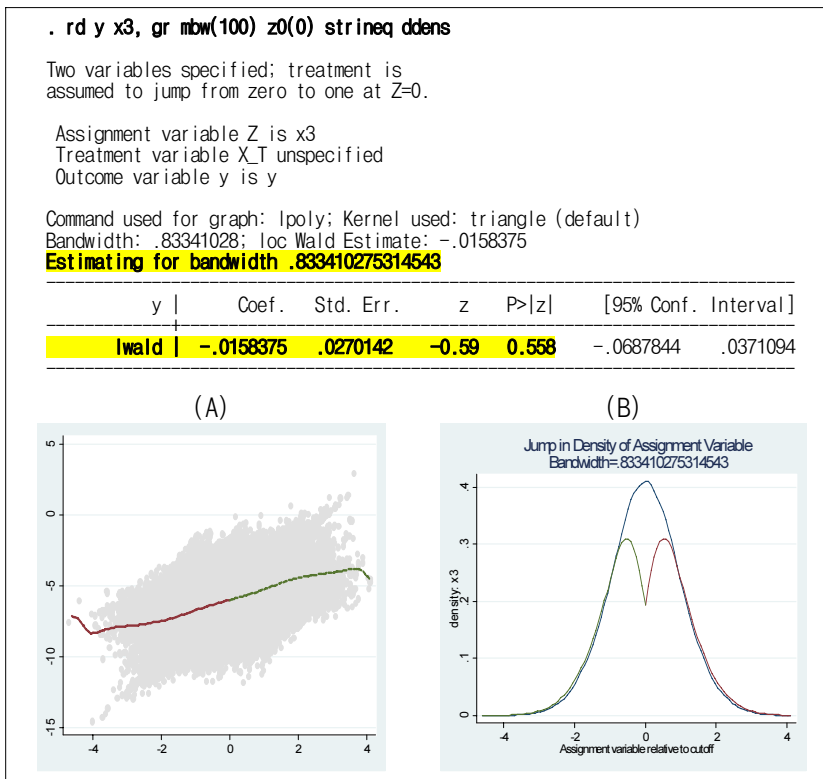 . rd y x3, gr mbw(100) z0(0) strineq ddens
Two variables specified; treatment is
assumed to jump from zero to one at Z=0.
Assignment variable Z is x3
Treatment variable X_T unspecified
Outcome variable y is y
Command used for graph: lpoly; Kernel used: triangle (default)
Bandwidth: .83341028; loc Wald Estimate: -.0158375
Estimating for bandwidth .833410275314543
y | Coef. Std. Err. z P>|z| [95% Conf. Interval]
lwald | -.0158375 .0270142 -0.59 0.558 -.0687844 .0371094
(A)
5
0
-5
-10
-15
-4 -2 0 2 4
(B)
Jump in Density of Assignment Variable
Bandwidth=.833410275314543
density: x3
.4
.3
.2
.1
0
-4 -2 0 2 4
Assignment variable relative to cutoff